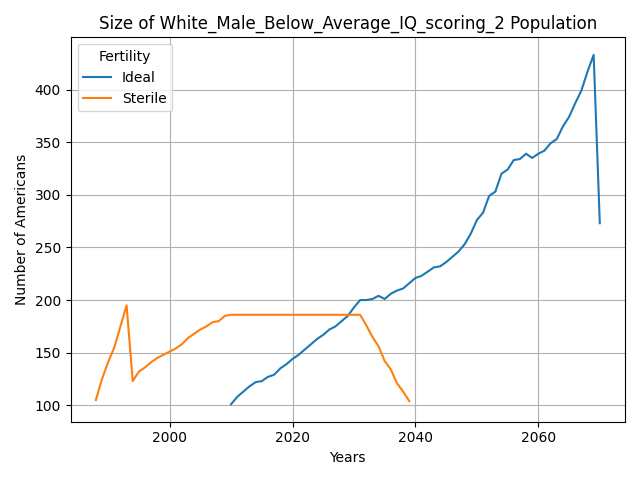 Size of White_Male_Below_Average_IQ_scoring_2 Population
Fertility
Ideal
Sterile
Number of Americans
400
350
300
250
200
150
100
2000 2020 2040 2060
Years